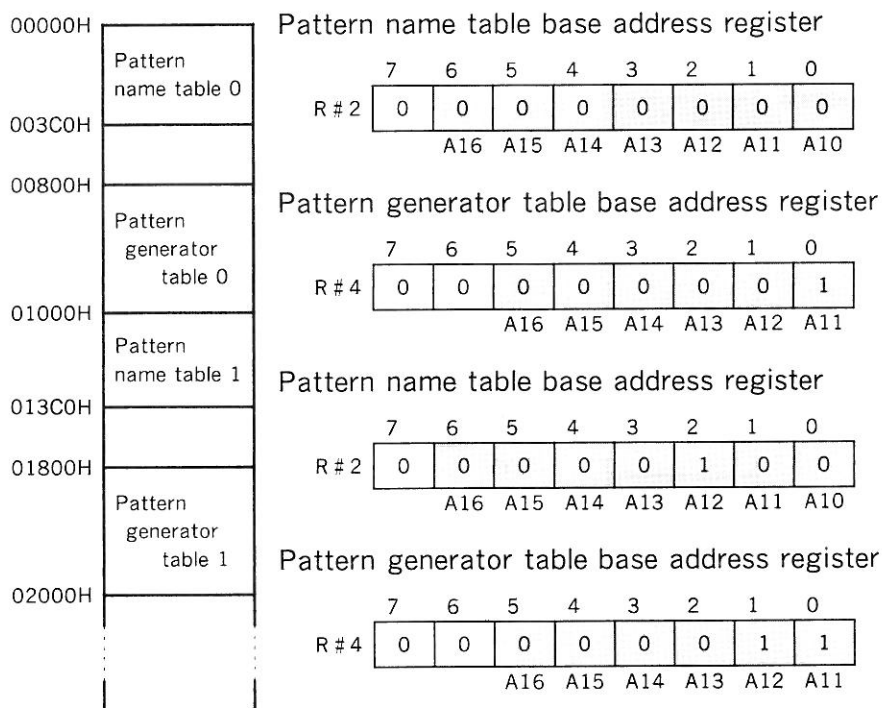 00000H
Pattern
name table 0
003C0H
00800H
Pattern
generator
table 0
01000H
Pattern
name table 1
013C0H
01800H
Pattern
generator
table 1
02000H
Pattern name table base address register
7 6 5 4 3 2 1 0
R#2 0 0 0 0 0 0 0 0
A16 A15 A14 A13 A12 A11 A10
Pattern generator table base address register
7 6 5 4 3 2 1 0
R#4 0 0 0 0 0 0 0 1
A16 A15 A14 A13 A12 A11
Pattern name table base address register
7 6 5 4 3 2 1 0
R#2 0 0 0 0 0 1 0 0
A16 A15 A14 A13 A12 A11 A10
Pattern generator table base address register
7 6 5 4 3 2 1 0
R#4 0 0 0 0 0 0 1 1
A16 A15 A14 A13 A12 A11